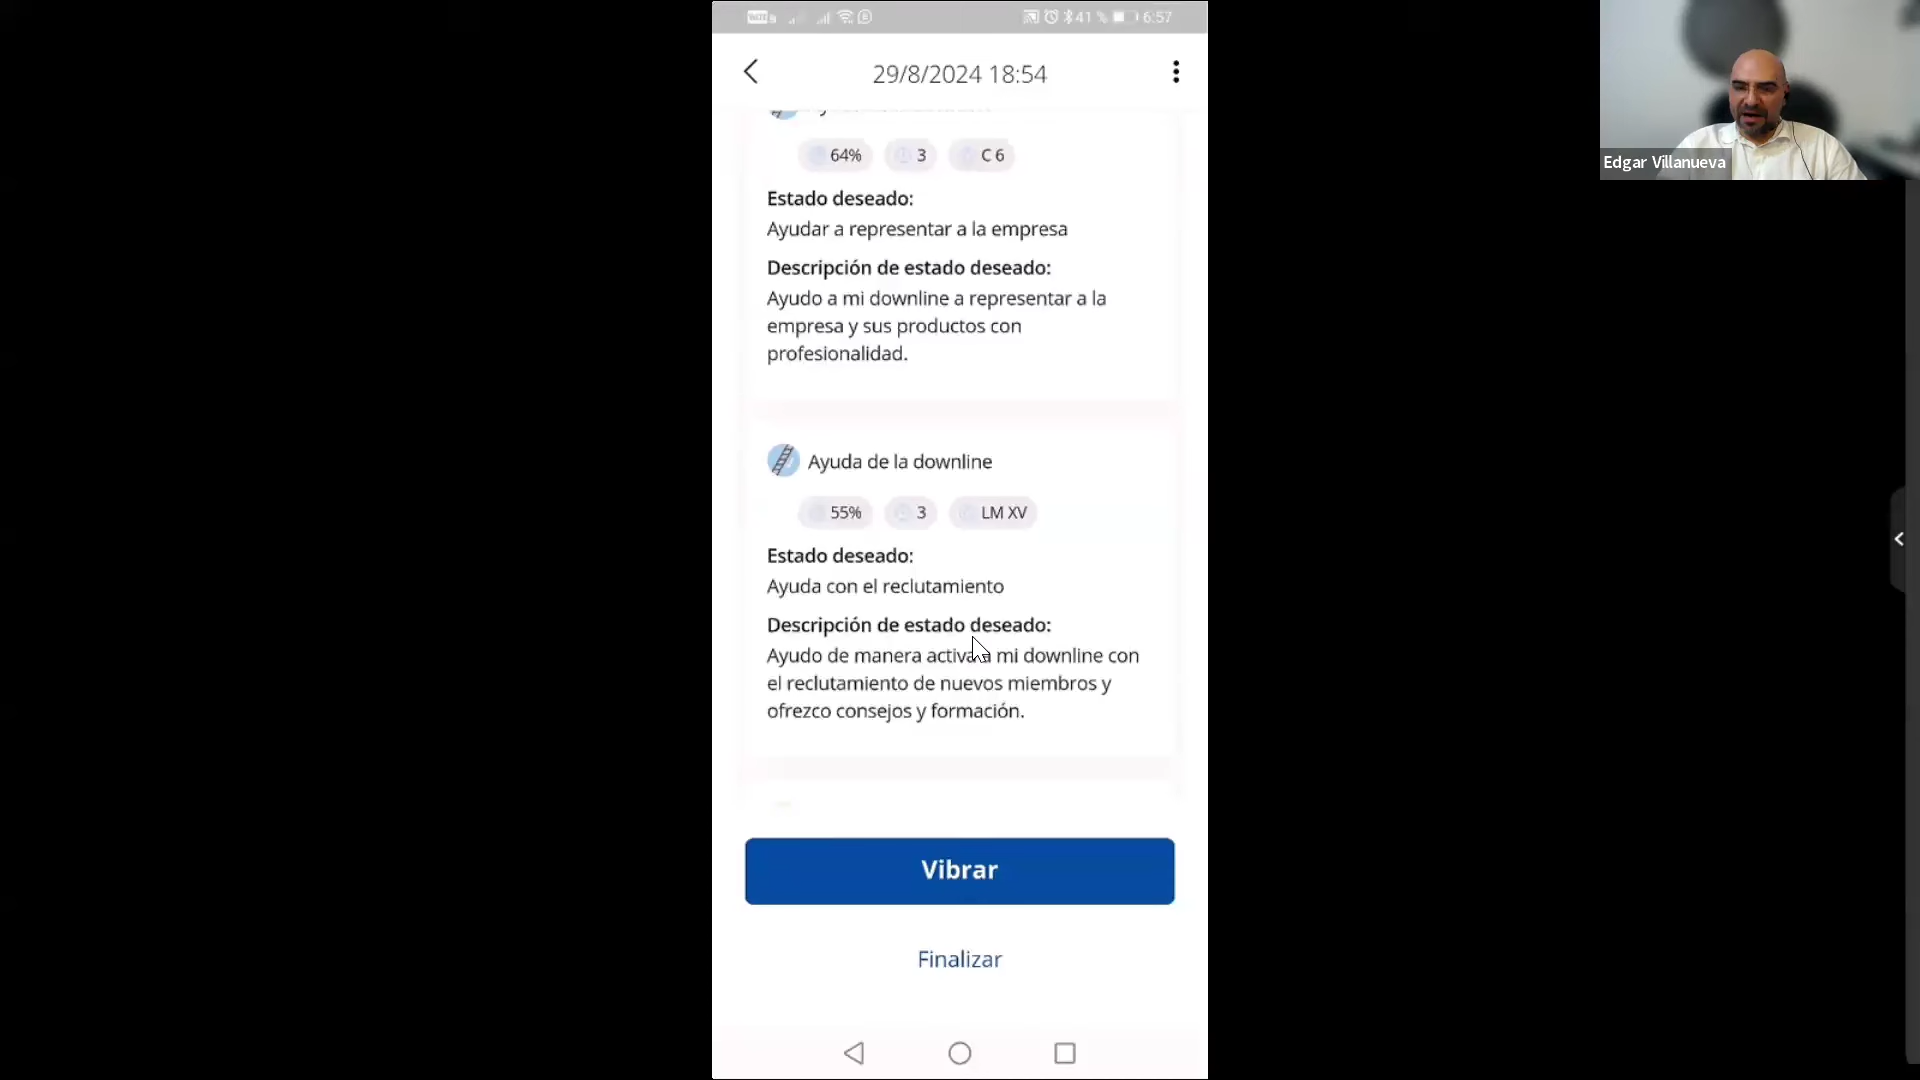 6:57
41 %
29/8/2024 18:54
64% 3 C 6
Estado deseado:
Ayudar a representar a la empresa
Descripción de estado deseado:
Ayudo a mi downline a representar a la
empresa y sus productos con
profesionalidad.
Ayuda de la downline
55% 3 LM XV
Estado deseado:
Ayuda con el reclutamiento
Descripción de estado deseado:
Ayudo de manera activa a mi downline con
el reclutamiento de nuevos miembros y
ofrezco consejos y formación.
Vibrar
Finalizar
Edgar Villanueva